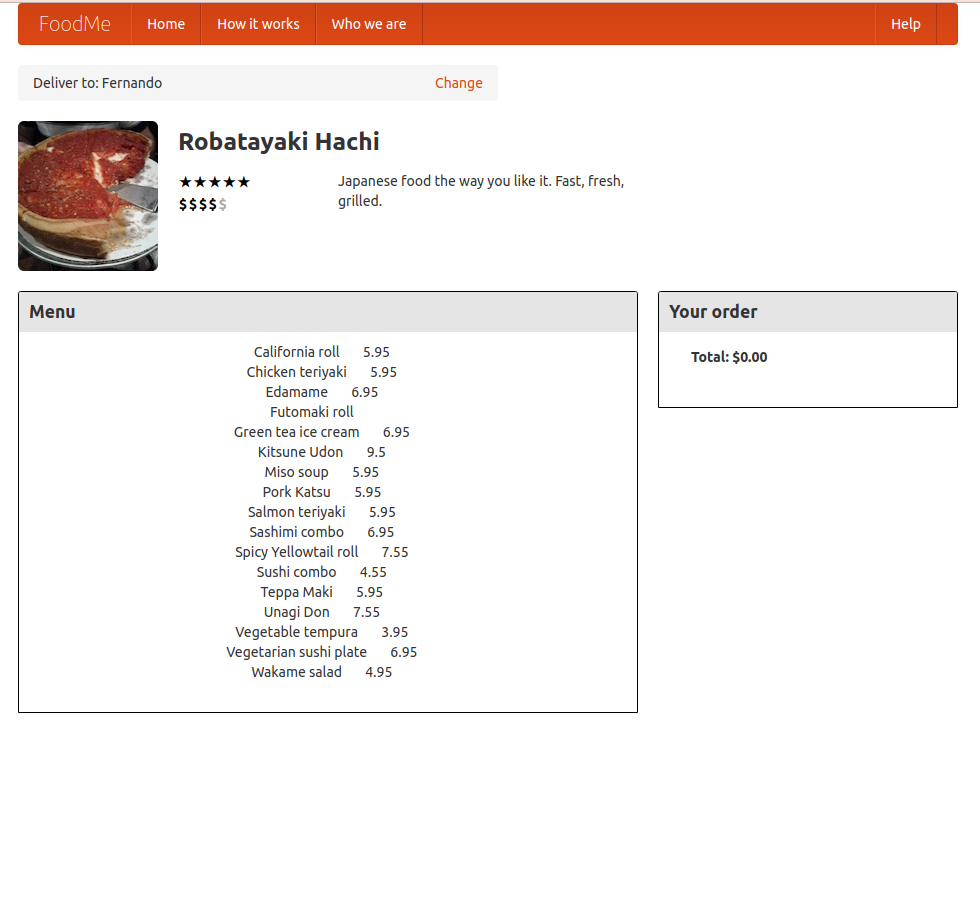 FoodMe Home How it works Who we are Help
Deliver to: Fernando Change
Robatayaki Hachi
★★★★★
$$$$$
Japanese food the way you like it. Fast, fresh,
grilled.
Menu
California roll 5.95
Chicken teriyaki 5.95
Edamame 6.95
Futomaki roll
Green tea ice cream 6.95
Kitsune Udon 9.5
Miso soup 5.95
Pork Katsu 5.95
Salmon teriyaki 5.95
Sashimi combo 6.95
Spicy Yellowtail roll 7.55
Sushi combo 4.55
Teppa Maki 5.95
Unagi Don 7.55
Vegetable tempura 3.95
Vegetarian sushi plate 6.95
Wakame salad 4.95
Your order
Total: $0.00